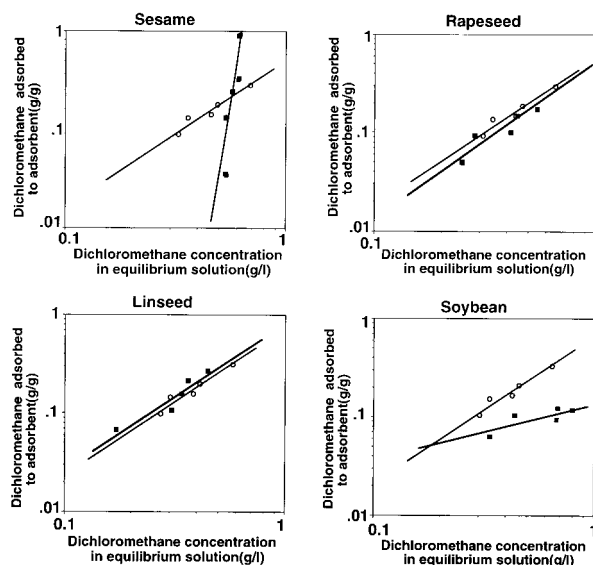 Sesame
Dichloromethane adsorbed
to adsorbent(g/g)
1
.1
.01
0.1
1
Dichloromethane concentration
in equilibrium solution(g/l)
Rapeseed
Dichloromethane adsorbed
to adsorbent(g/g)
1
.1
.01
0.1
1
Dichloromethane concentration
in equilibrium solution(g/l)
Linseed
Dichloromethane adsorbed
to adsorbent(g/g)
1
.1
.01
0.1
1
Dichloromethane concentration
in equilibrium solution(g/l)
Soybean
Dichloromethane adsorbed
to adsorbent(g/g)
1
.1
.01
0.1
1
Dichloromethane concentration
in equilibrium solution(g/l)